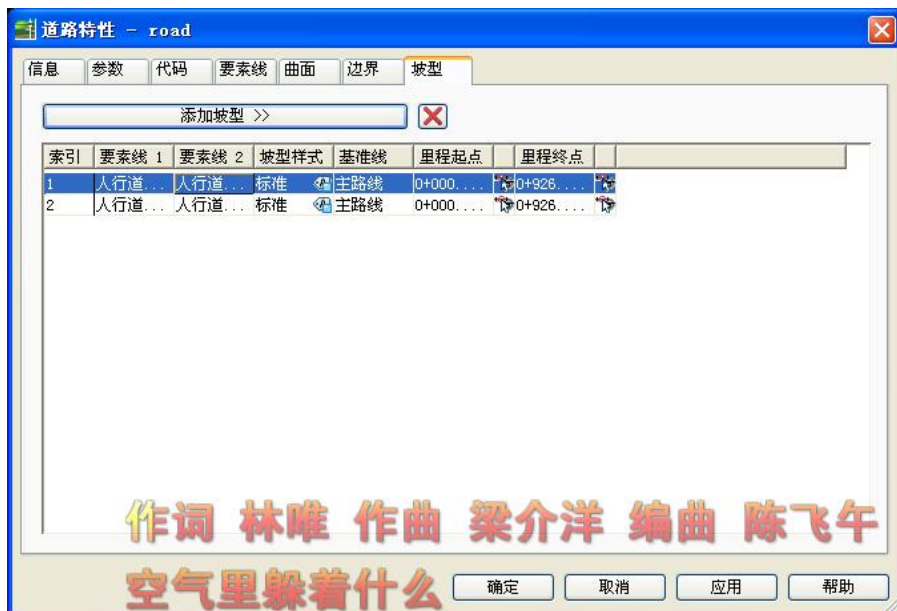 道路特性 - road
信息 参数 代码 要素线 曲面 边界 坡型
添加坡型 >>
索引 要素线 1 要素线 2 坡型样式 基准线 里程起点 里程终点
1 人行道... 人行道... 标准 主路线 0+000.... 0+926....
2 人行道... 人行道... 标准 主路线 0+000.... 0+926....
作词 林唯 作曲 梁介洋 编曲 陈飞午
空气里躲着什么 确定 取消 应用 帮助